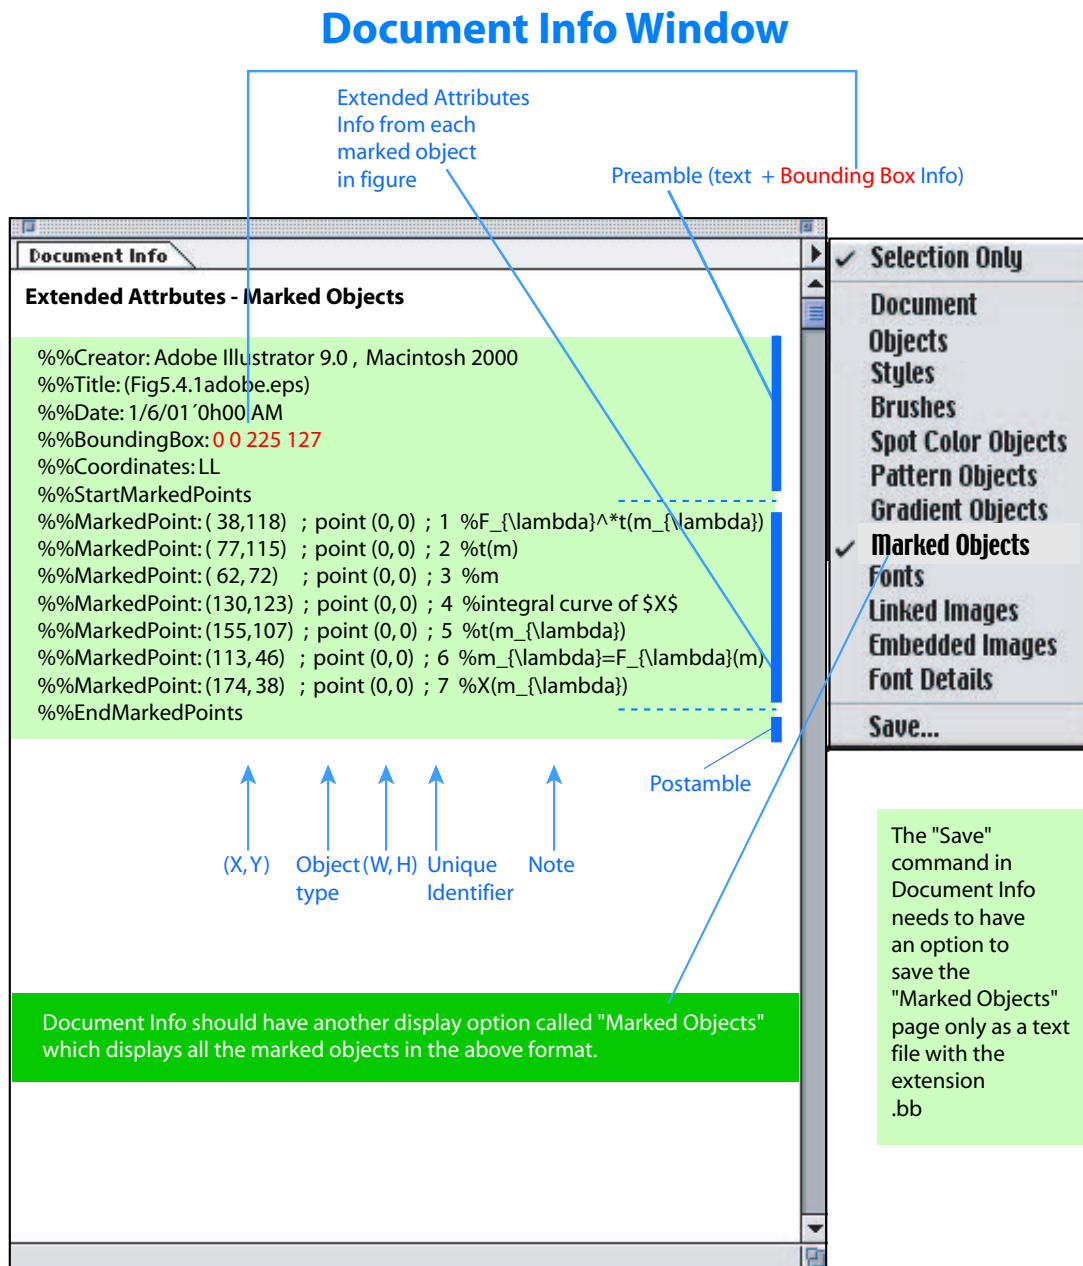 Document Info Window
Extended Attributes
Info from each
marked object
in figure
Preamble (text + Bounding Box Info)
Document Info
Extended Attrbutes - Marked Objects
%%Creator: Adobe Illustrator 9.0 , Macintosh 2000
%%Title: (Fig5.4.1adobe.eps)
%%Date: 1/6/01´0h00 AM
%%BoundingBox: 0 0 225 127
%%Coordinates: LL
%%StartMarkedPoints
%%MarkedPoint: ( 38,118) ; point (0,0) ; 1 %F_{\lambda}^*t(m_{\lambda})
%%MarkedPoint: ( 77,115) ; point (0,0) ; 2 %t(m)
%%MarkedPoint: ( 62,72) ; point (0,0) ; 3 %m
%%MarkedPoint: (130,123) ; point (0,0) ; 4 %integral curve of $X$
%%MarkedPoint: (155,107) ; point (0,0) ; 5 %t(m_{\lambda})
%%MarkedPoint: (113,46) ; point (0,0) ; 6 %m_{\lambda}=F_{\lambda}(m)
%%MarkedPoint: (174,38) ; point (0,0) ; 7 %X(m_{\lambda})
%%EndMarkedPoints
Postamble
(X,Y)
Object
type
(W,H)
Unique
Identifier
Note
Document Info should have another display option called "Marked Objects"
which displays all the marked objects in the above format.
Selection Only
Document
Objects
Styles
Brushes
Spot Color Objects
Pattern Objects
Gradient Objects
Marked Objects
Fonts
Linked Images
Embedded Images
Font Details
Save...
The "Save"
command in
Document Info
needs to have
an option to
save the
"Marked Objects"
page only as a text
file with the
extension
.bb